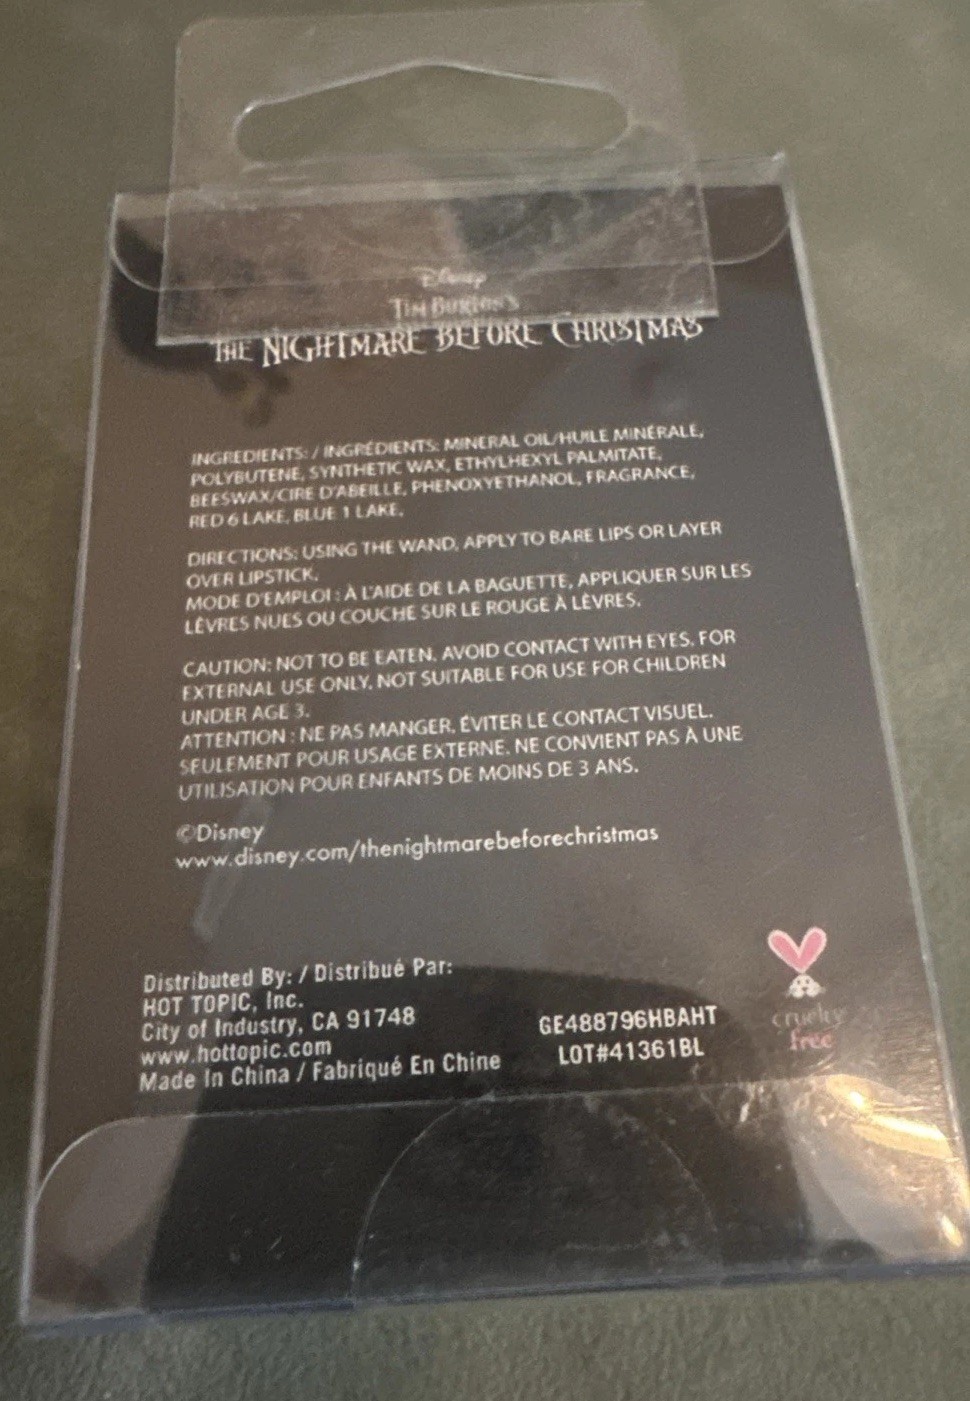 Disney
TIM BURTON'S
THE NIGHTMARE BEFORE CHRISTMAS
INGREDIENTS: / INGRÉDIENTS: MINERAL OIL/HUILE MINÉRALE,
POLYBUTENE, SYNTHETIC WAX, ETHYLHEXYL PALMITATE,
BEESWAX/CIRE D'ABEILLE, PHENOXYETHANOL, FRAGRANCE,
RED 6 LAKE, BLUE 1 LAKE.
DIRECTIONS: USING THE WAND, APPLY TO BARE LIPS OR LAYER
OVER LIPSTICK.
MODE D'EMPLOI : À L'AIDE DE LA BAGUETTE, APPLIQUER SUR LES
LÈVRES NUES OU COUCHE SUR LE ROUGE À LÈVRES.
CAUTION: NOT TO BE EATEN. AVOID CONTACT WITH EYES. FOR
EXTERNAL USE ONLY. NOT SUITABLE FOR USE FOR CHILDREN
UNDER AGE 3.
ATTENTION : NE PAS MANGER. ÉVITER LE CONTACT VISUEL.
SEULEMENT POUR USAGE EXTERNE. NE CONVIENT PAS À UNE
UTILISATION POUR ENFANTS DE MOINS DE 3 ANS.
©Disney
www.disney.com/thenightmarebeforechristmas
Distributed By: / Distribué Par:
HOT TOPIC, Inc.
City of Industry, CA 91748
www.hottopic.com
Made In China / Fabriqué En Chine
GE488796HBAHT
LOT#41361BL
cruelty
free